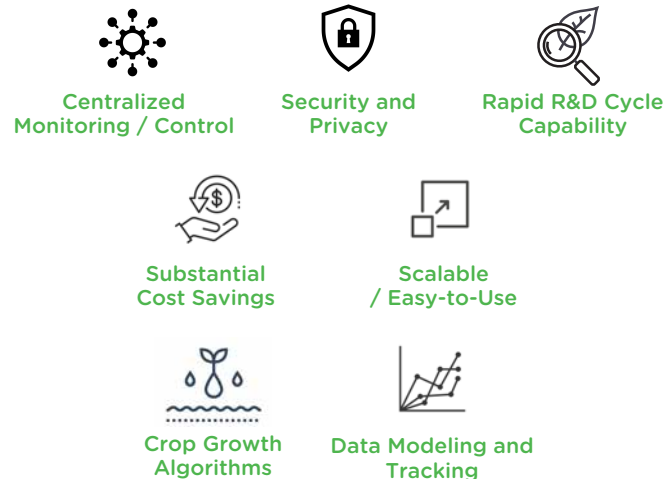 Centralized
Monitoring / Control
Security and
Privacy
Rapid R&D Cycle
Capability
$
Substantial
Cost Savings
Scalable
/ Easy-to-Use
Crop Growth
Algorithms
Data Modeling and
Tracking